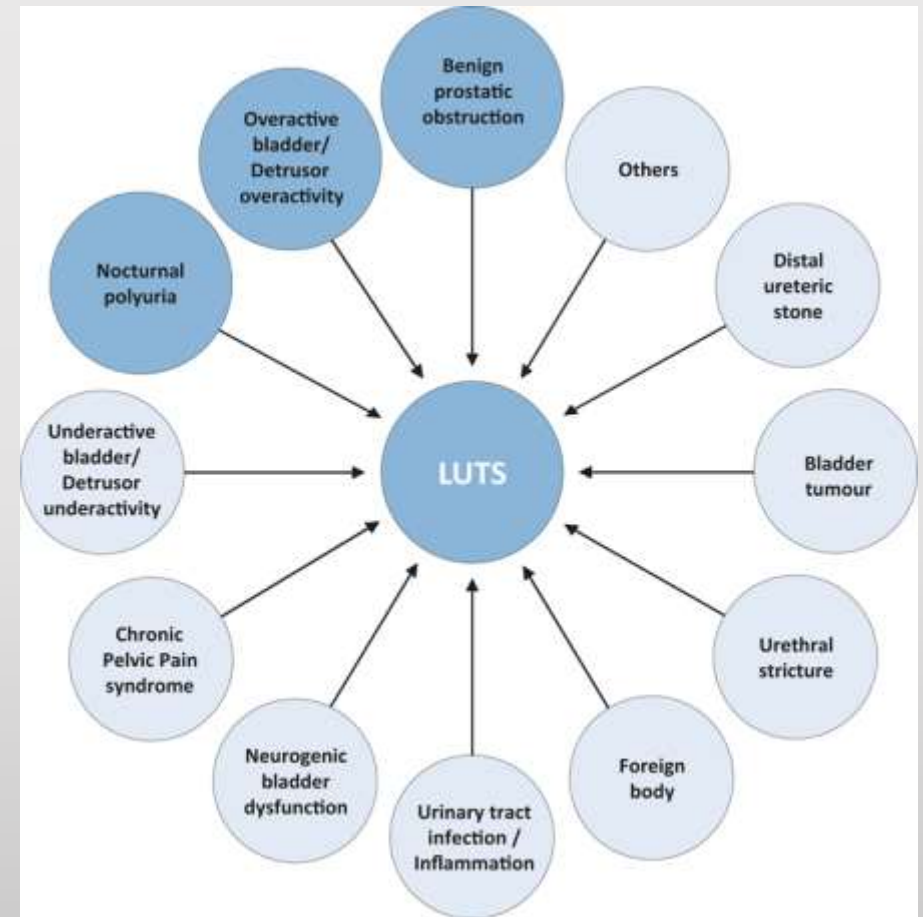 Benign
prostatic
obstruction
Others
Distal
ureteric
stone
Bladder
tumour
Urethral
stricture
Foreign
body
Urinary tract
infection /
Inflammation
Neurogenic
bladder
dysfunction
Chronic
Pelvic Pain
syndrome
Underactive
bladder/
Detrusor
underactivity
Nocturnal
polyuria
Overactive
bladder/
Detrusor
overactivity
LUTS